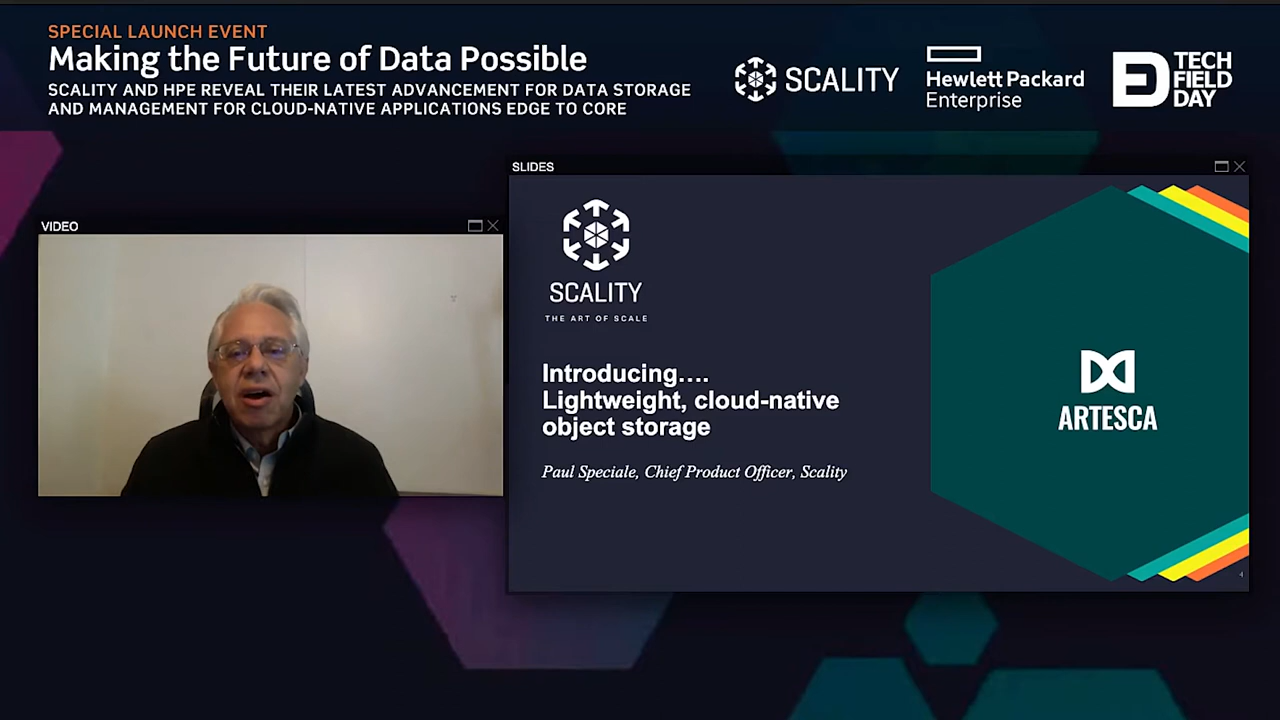 SPECIAL LAUNCH EVENT
Making the Future of Data Possible
SCALITY AND HPE REVEAL THEIR LATEST ADVANCEMENT FOR DATA STORAGE
AND MANAGEMENT FOR CLOUD-NATIVE APPLICATIONS EDGE TO CORE
SCALITY
Hewlett Packard
Enterprise
TECH
FIELD
DAY
VIDEO
SLIDES
SCALITY
THE ART OF SCALE
Introducing....
Lightweight, cloud-native
object storage
Paul Speciale, Chief Product Officer, Scality
ARTESCA
4